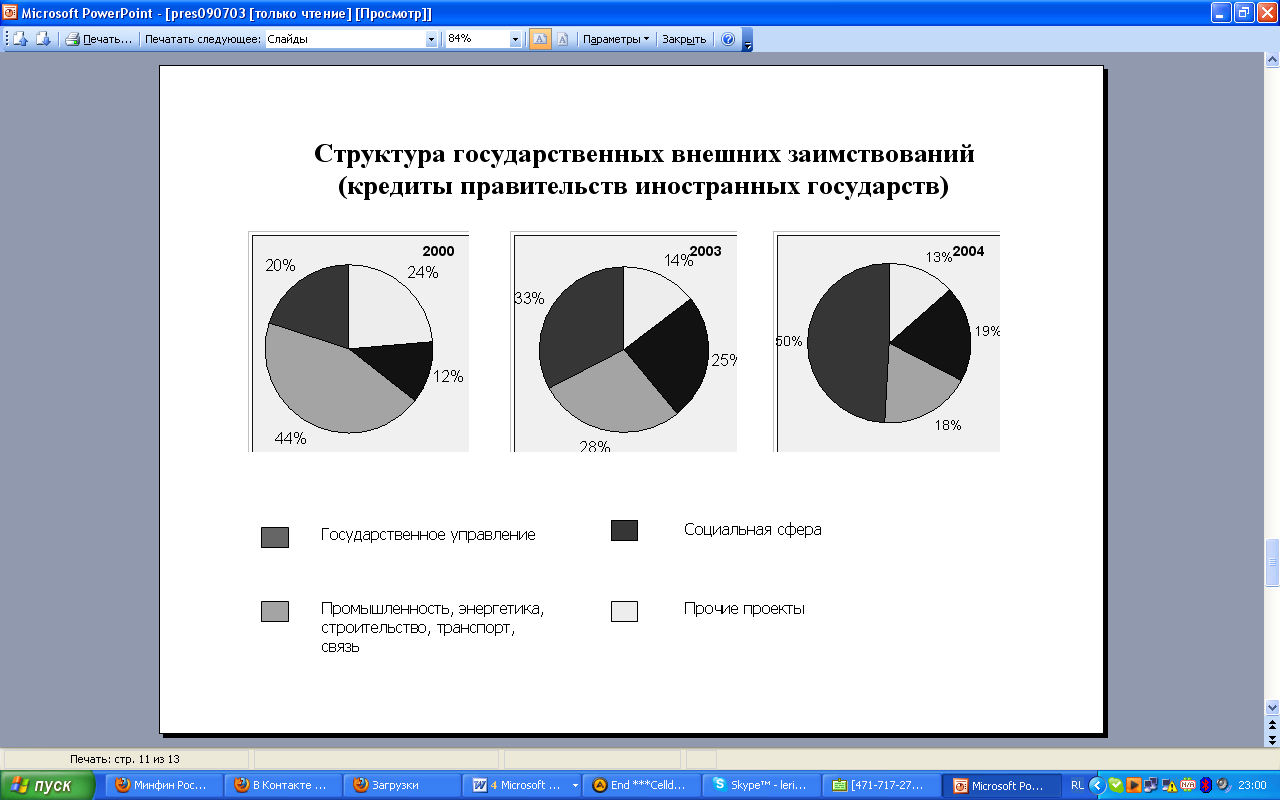 Microsoft PowerPoint - [pres090703 [только чтение] [Просмотр]]
Печать... Печатать следующее: Слайды 84% Параметры Закрыть
Структура государственных внешних заимствований
(кредиты правительств иностранных государств)
2000
20%
24%
12%
44%
2003
14%
33%
25%
28%
2004
13%
50%
19%
18%
Государственное управление
Социальная сфера
Промышленность, энергетика,
строительство, транспорт,
связь
Прочие проекты
Печать: стр. 11 из 13
пуск Минфин Рос... В Контакте ... Загрузки 4 Microsoft ... End ***Celld... Skype™ - leri... [471-717-27... Microsoft Po... RL 23:00